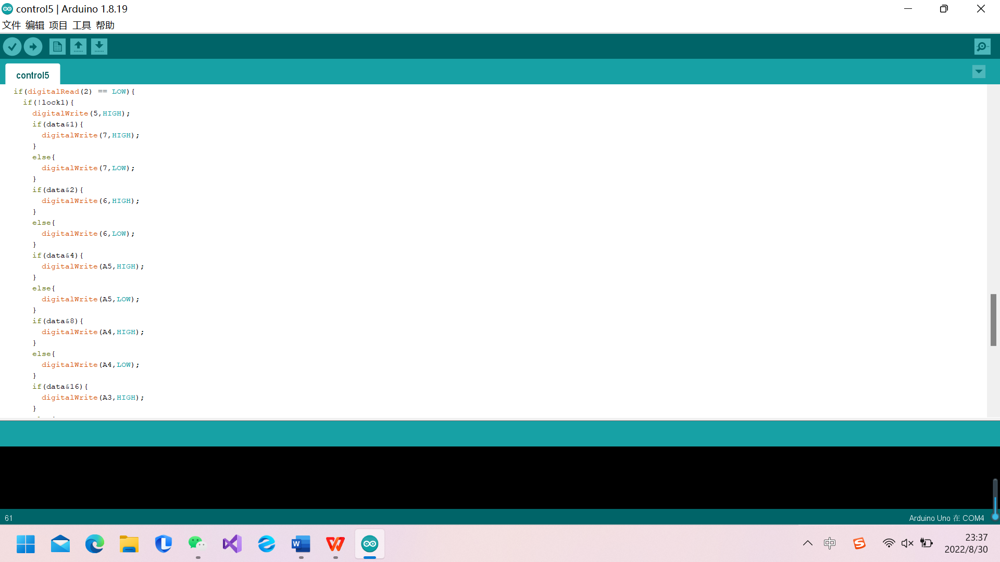 control5 | Arduino 1.8.19
文件 编辑 项目 工具 帮助
control5
if(digitalRead(2) == LOW){
if(!lock1){
digitalWrite(5,HIGH);
if(data&1){
digitalWrite(7,HIGH);
}
else{
digitalWrite(7,LOW);
}
if(data&2){
digitalWrite(6,HIGH);
}
else{
digitalWrite(6,LOW);
}
if(data&4){
digitalWrite(A5,HIGH);
}
else{
digitalWrite(A5,LOW);
}
if(data&8){
digitalWrite(A4,HIGH);
}
else{
digitalWrite(A4,LOW);
}
if(data&16){
digitalWrite(A3,HIGH);
}
61
Arduino Uno 在 COM4
中
23:37
2022/8/30